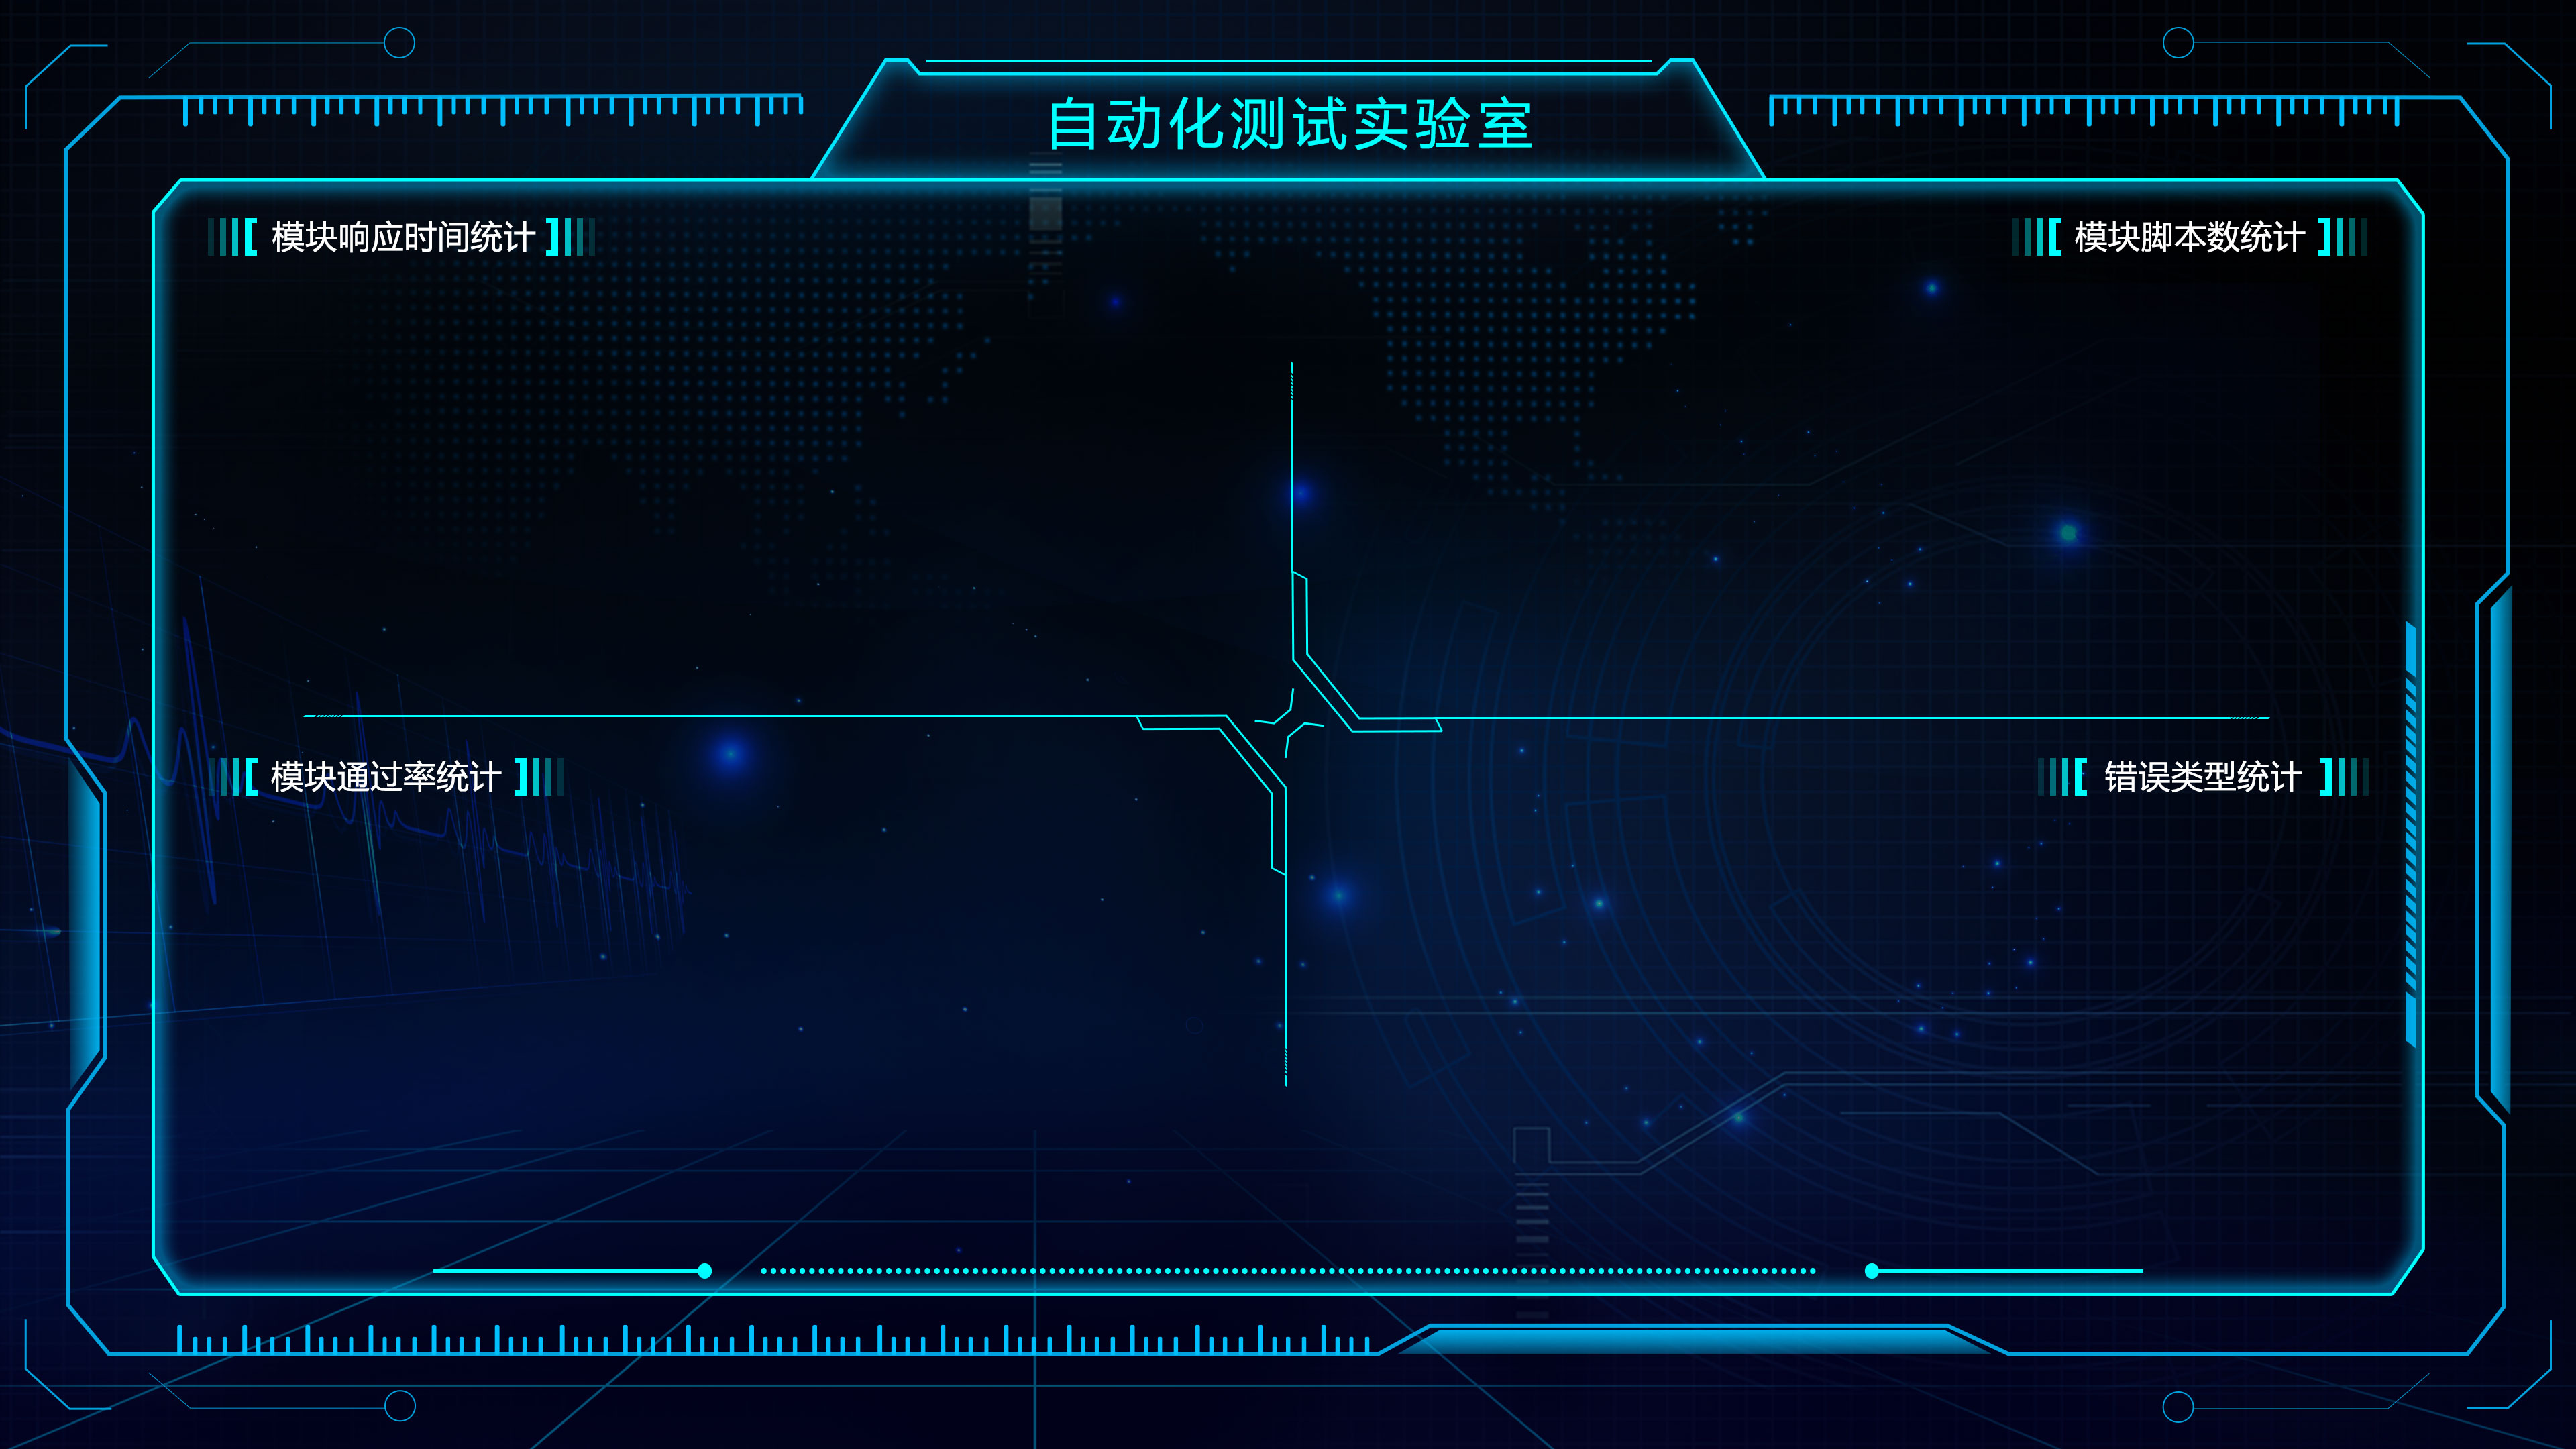 自动化测试实验室
模块响应时间统计
模块脚本数统计
模块通过率统计
错误类型统计